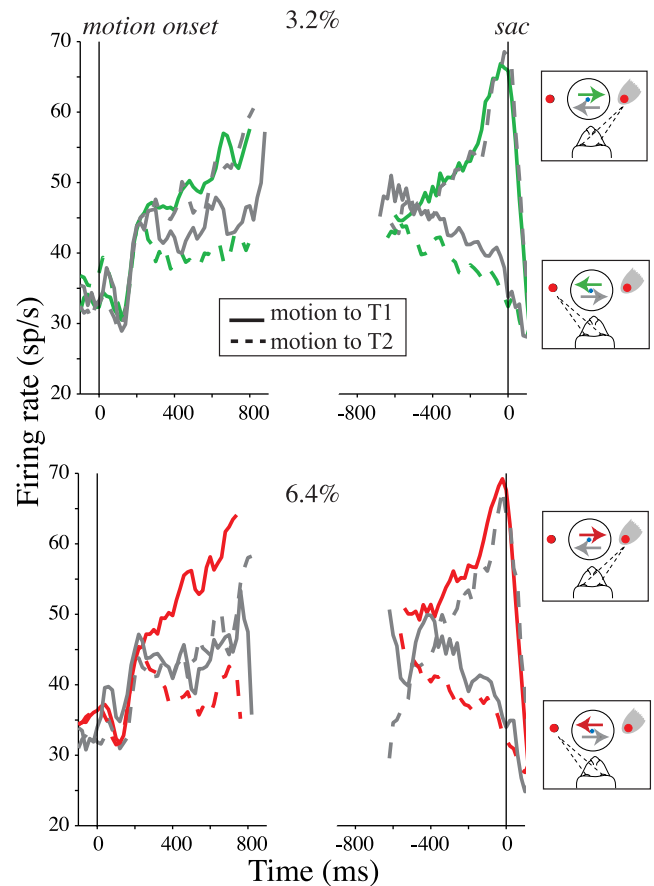 motion onset 3.2% sac
70
60
50
40
30
20
motion to T1
motion to T2
0 400 800 -800 -400 0
Firing rate (sp/s)
6.4%
70
60
50
40
30
20
0 400 800 -800 -400 0
Time (ms)